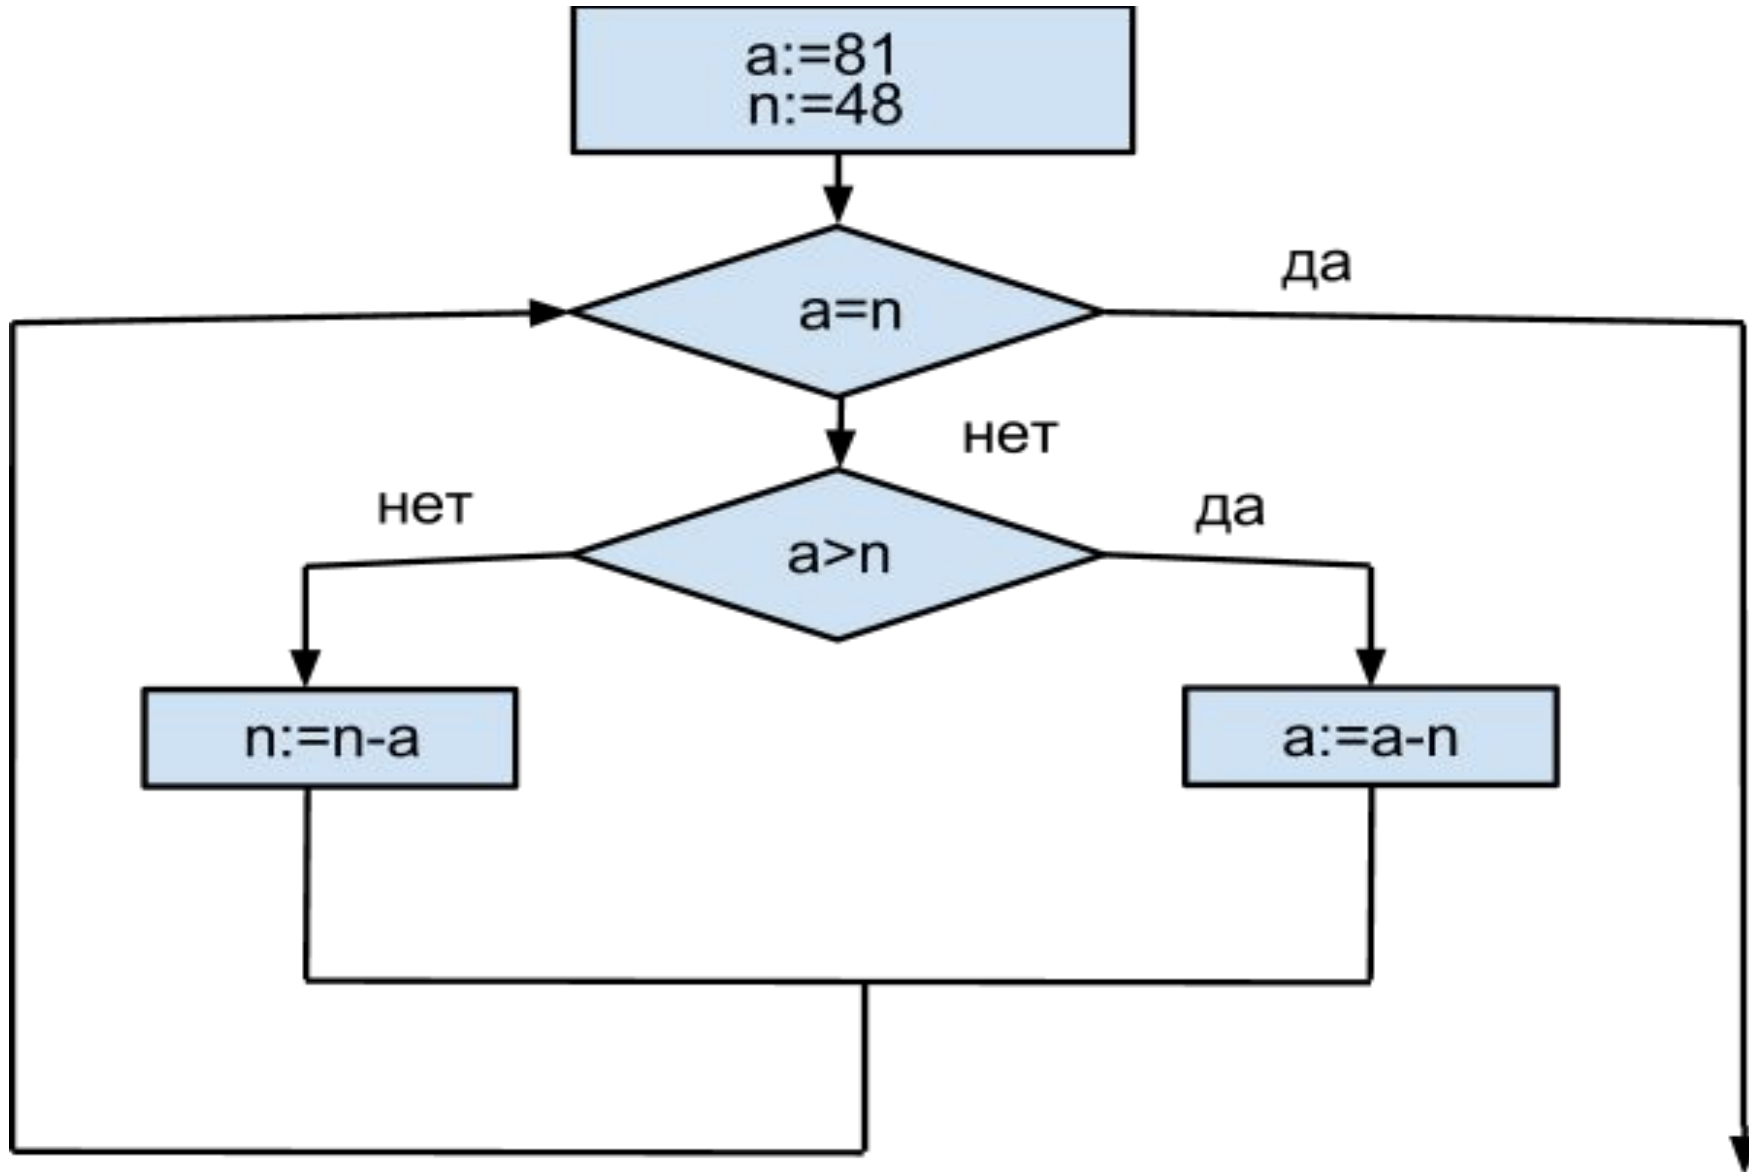 a:=81
n:=48
да
a=n
нет
нет
да
a>n
n:=n-a
a:=a-n